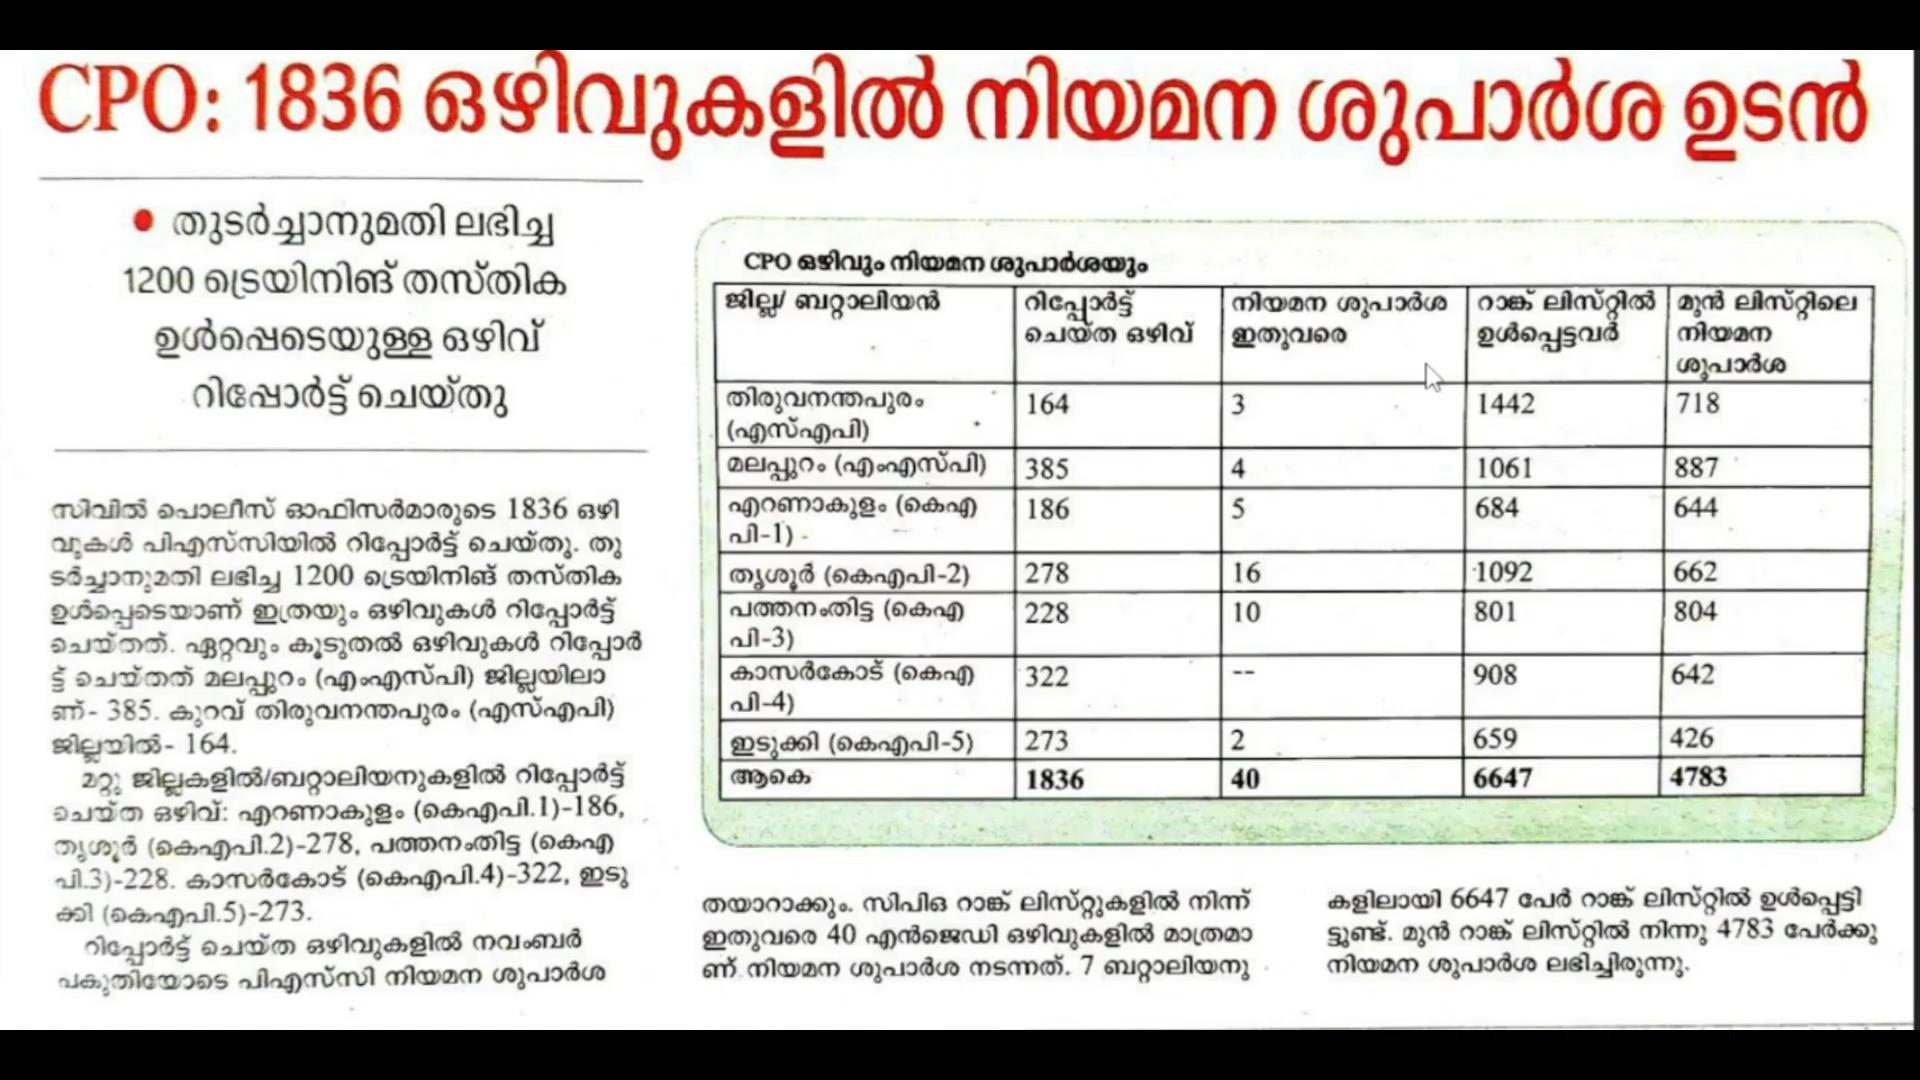 CPO: 1836 ഒഴിവുകളിൽ നിയമന ശുപാർശ ഉടൻ
● തുടർച്ചാനുമതി ലഭിച്ച
1200 ട്രെയിനിങ് തസ്തിക
ഉൾപ്പെടെയുള്ള ഒഴിവ്
റിപ്പോർട്ട് ചെയ്തു
സിവിൽ പൊലീസ് ഓഫിസർമാരുടെ 1836 ഒഴി
വുകൾ പിഎസ്‌സിയിൽ റിപ്പോർട്ട് ചെയ്തു. തു
ടർച്ചാനുമതി ലഭിച്ച 1200 ട്രെയിനിങ് തസ്തിക
ഉൾപ്പെടെയാണ് ഇത്രയും ഒഴിവുകൾ റിപ്പോർട്ട്
ചെയ്തത്. ഏറ്റവും കൂടുതൽ ഒഴിവുകൾ റിപ്പോർ
ട്ട് ചെയ്തത് മലപ്പുറം (എംഎസ്പി) ജില്ലയിലാ
ണ്- 385. കുറവ് തിരുവനന്തപുരം (എസ്എപി)
ജില്ലയിൽ- 164.
മറ്റു ജില്ലകളിൽ/ബറ്റാലിയനുകളിൽ റിപ്പോർട്ട്
ചെയ്ത ഒഴിവ്: എറണാകുളം (കെഎപി.1)-186,
തൃശൂർ (കെഎപി.2)-278, പത്തനംതിട്ട (കെഎ
പി.3)-228. കാസർകോട് (കെഎപി.4)-322, ഇടു
ക്കി (കെഎപി.5)-273.
റിപ്പോർട്ട് ചെയ്ത ഒഴിവുകളിൽ നവംബർ
പകുതിയോടെ പിഎസ്‌സി നിയമന ശുപാർശ
CPO ഒഴിവും നിയമന ശുപാർശയും
ജില്ല/ ബറ്റാലിയൻ റിപ്പോർട്ട് ചെയ്ത ഒഴിവ് നിയമന ശുപാർശ ഇതുവരെ റാങ്ക് ലിസ്റ്റിൽ ഉൾപ്പെട്ടവർ മുൻ ലിസ്റ്റിലെ നിയമന ശുപാർശ
തിരുവനന്തപുരം (എസ്എപി) 164 3 1442 718
മലപ്പുറം (എംഎസ്പി) 385 4 1061 887
എറണാകുളം (കെഎപി-1) 186 5 684 644
തൃശൂർ (കെഎപി-2) 278 16 1092 662
പത്തനംതിട്ട (കെഎപി-3) 228 10 801 804
കാസർകോട് (കെഎപി-4) 322 -- 908 642
ഇടുക്കി (കെഎപി-5) 273 2 659 426
ആകെ 1836 40 6647 4783
തയാറാക്കും. സിപിഒ റാങ്ക് ലിസ്റ്റുകളിൽ നിന്ന്
ഇതുവരെ 40 എൻജെഡി ഒഴിവുകളിൽ മാത്രമാ
ണ് നിയമന ശുപാർശ നടന്നത്. 7 ബറ്റാലിയനു
കളിലായി 6647 പേർ റാങ്ക് ലിസ്റ്റിൽ ഉൾപ്പെട്ടി
ട്ടുണ്ട്. മുൻ റാങ്ക് ലിസ്റ്റിൽ നിന്നു 4783 പേർക്കു
നിയമന ശുപാർശ ലഭിച്ചിരുന്നു.